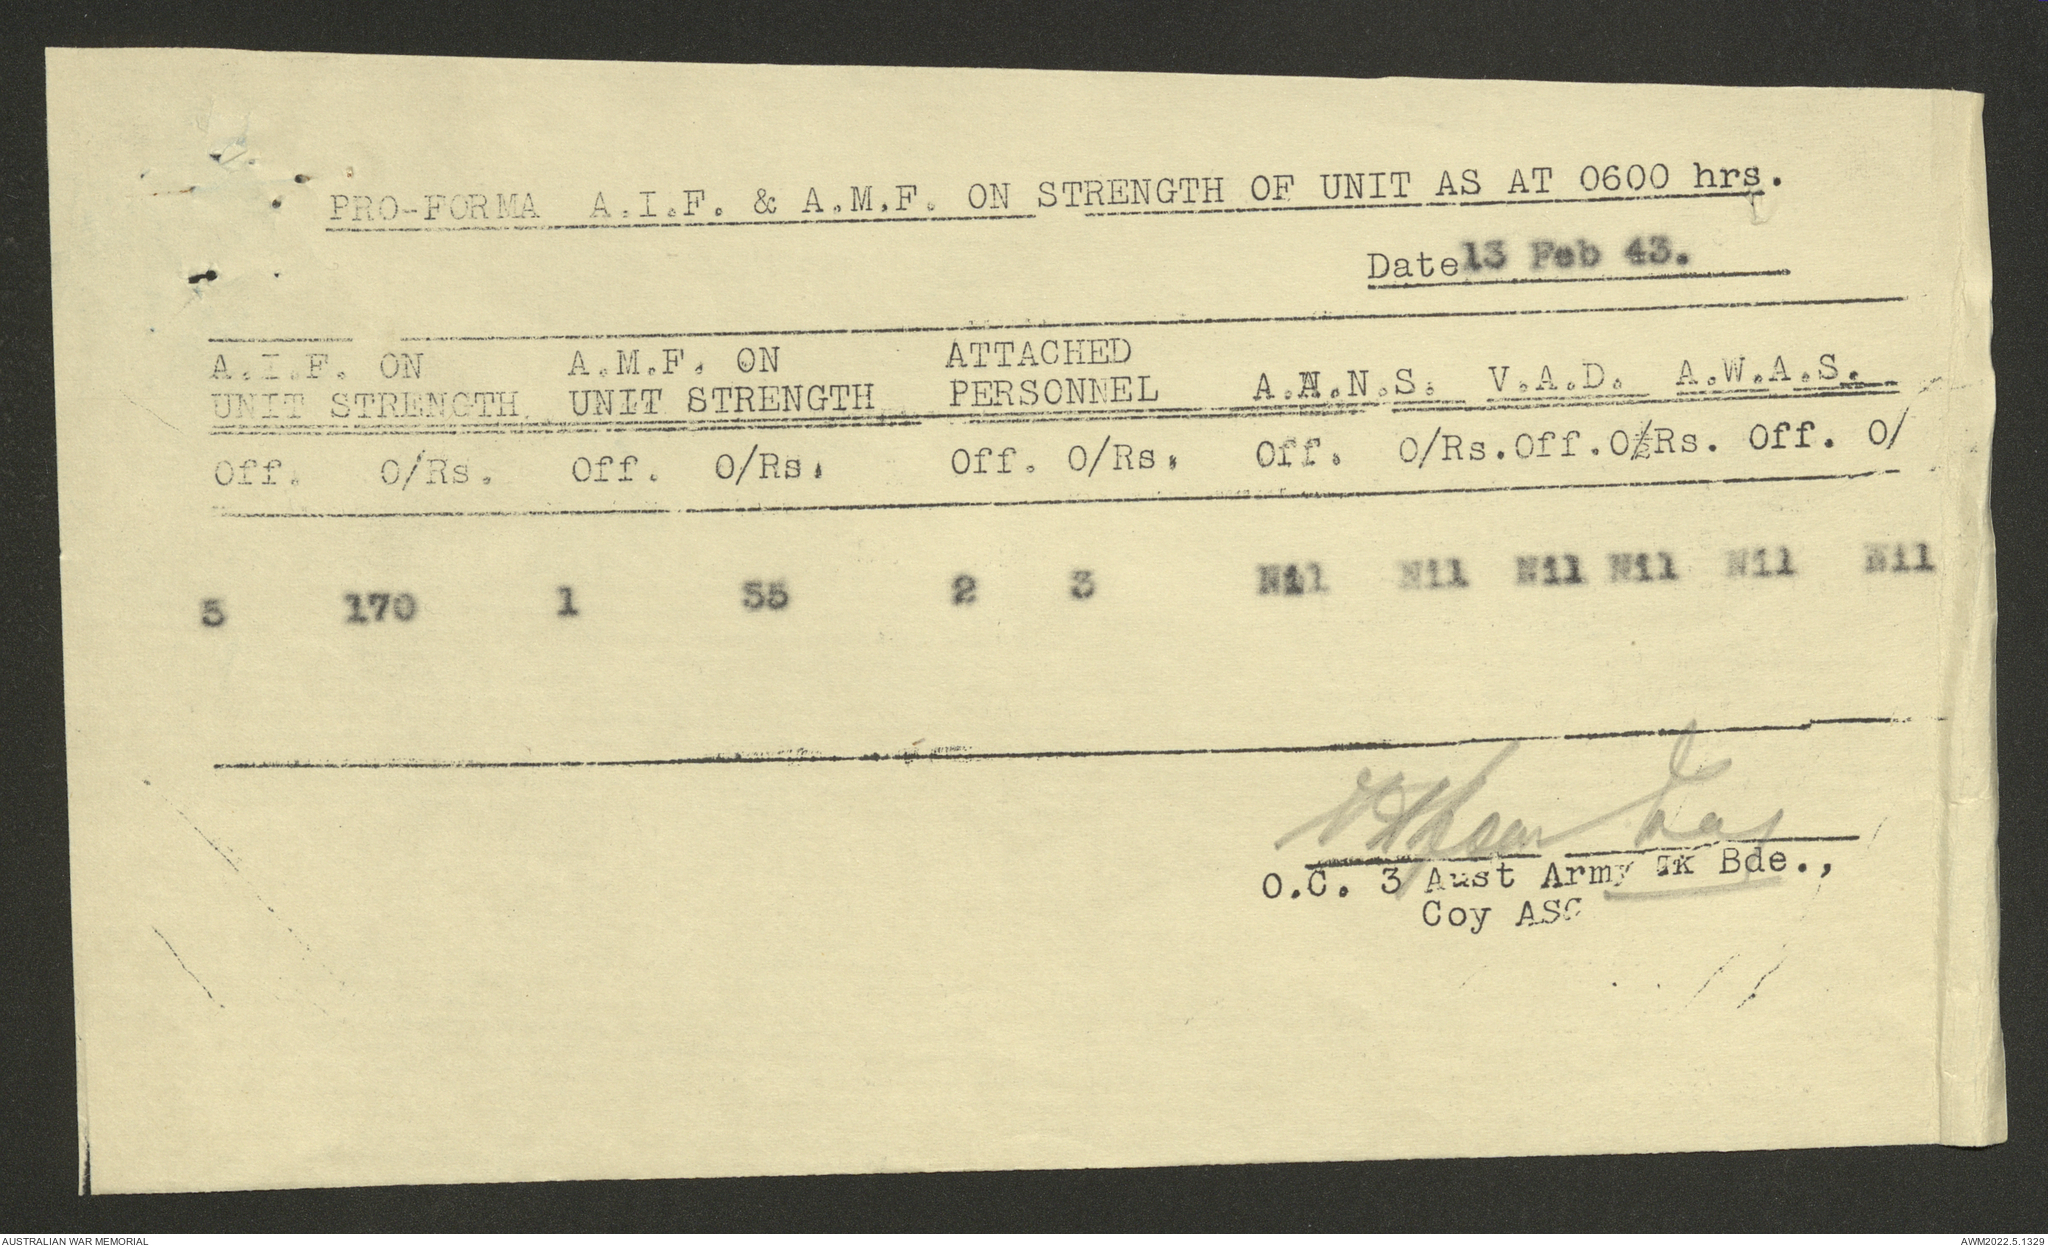 PRO-FORMA A.I.F. & A.M.F. ON STRENGTH OF UNIT AS AT 0600 hrs.
Date 13 Feb 43.
A.I.F. ON UNIT STRENGTH A.M.F. ON UNIT STRENGTH ATTACHED PERSONNEL A.A.N.S. V.A.D. A.W.A.S.
Off. O/Rs. Off. O/Rs. Off. O/Rs. Off. O/Rs. Off. O/Rs. Off. O/
5 170 1 55 2 3 Nil Nil Nil Nil Nil Nil
O.C. 3 Aust Army Tk Bde.,
Coy ASC
AUSTRALIAN WAR MEMORIAL
AWM2022.5.1329